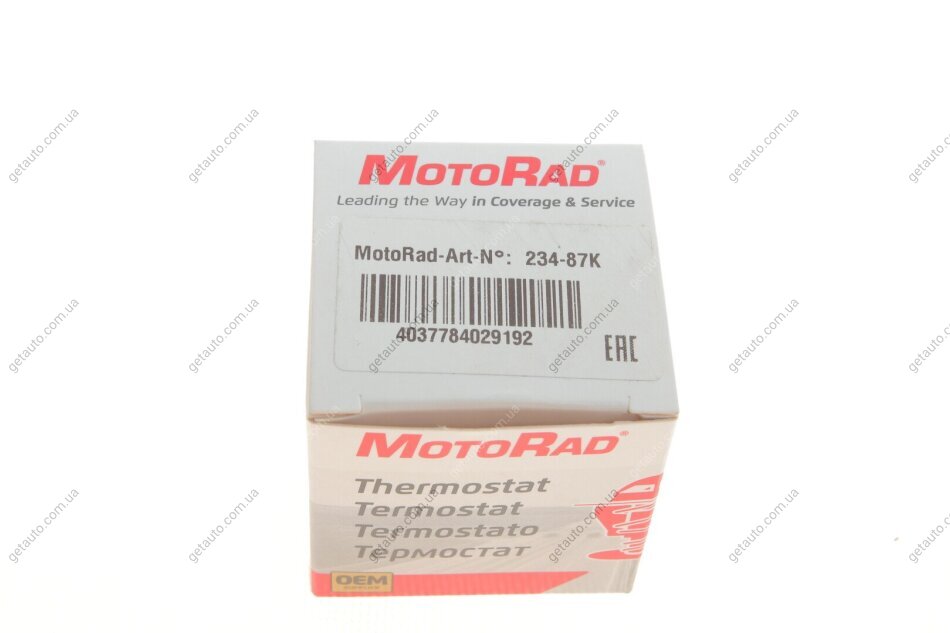 MOTORAD®
Leading the Way in Coverage & Service
MotoRad-Art-Nº: 234-87K
4037784029192
EAC
MOTORAD®
Thermostat
Termostat
Termostato
Термостат
OEM
getauto.com.ua